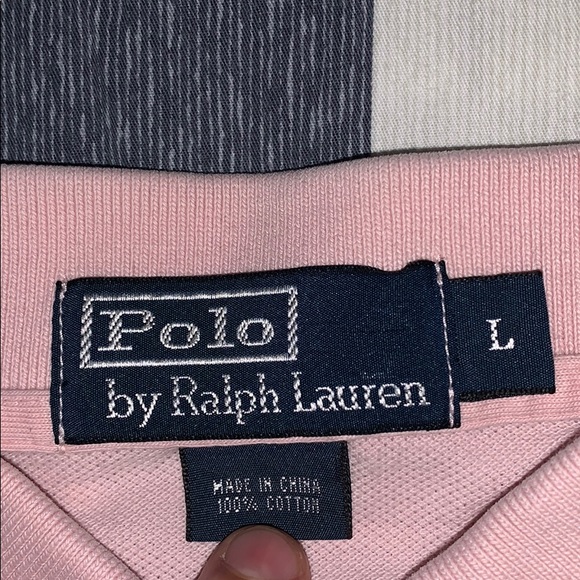 Polo
by Ralph Lauren
L
MADE IN CHINA
100% COTTON